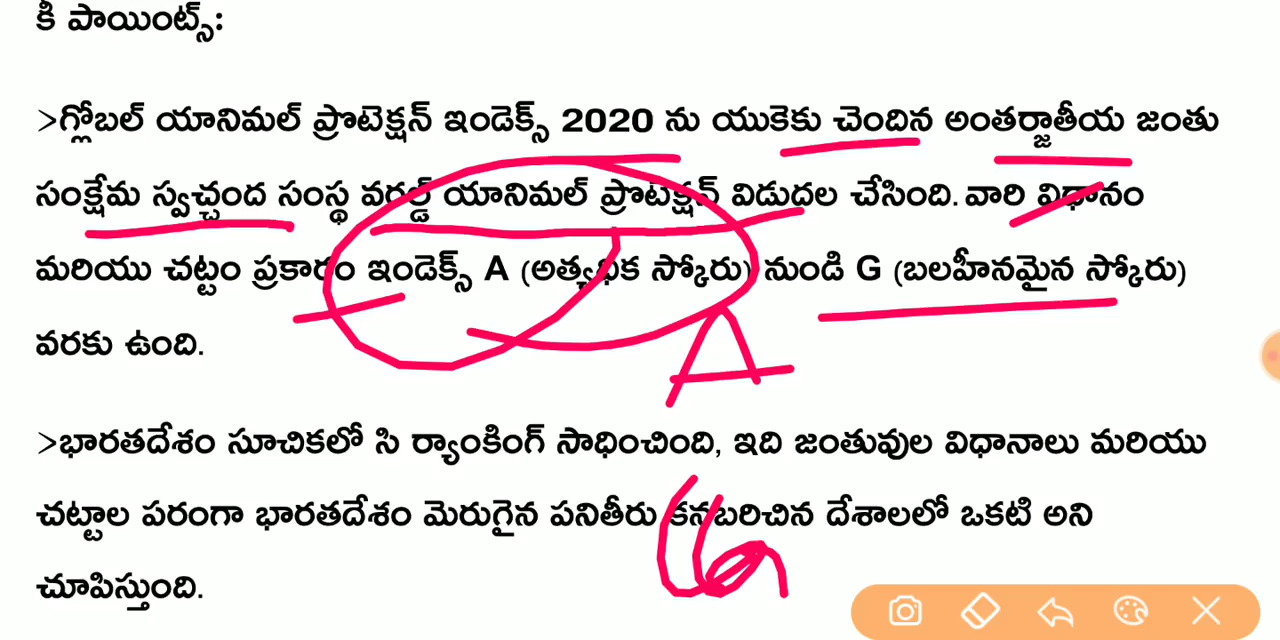 కీ పాయింట్స్:
>గ్లోబల్ యానిమల్ ప్రొటెక్షన్ ఇండెక్స్ 2020 ను యుకెకు చెందిన అంతర్జాతీయ జంతు
సంక్షేమ స్వచ్ఛంద సంస్థ వరల్డ్ యానిమల్ ప్రొటెక్షన్ విడుదల చేసింది. వారి విధానం
మరియు చట్టం ప్రకారం ఇండెక్స్ A (అత్యధిక స్కోరు) నుండి G (బలహీనమైన స్కోరు)
వరకు ఉంది.
A
>భారతదేశం సూచికలో సి ర్యాంకింగ్ సాధించింది, ఇది జంతువుల విధానాలు మరియు
చట్టాల పరంగా భారతదేశం మెరుగైన పనితీరు కనబరిచిన దేశాలలో ఒకటి అని
చూపిస్తుంది.